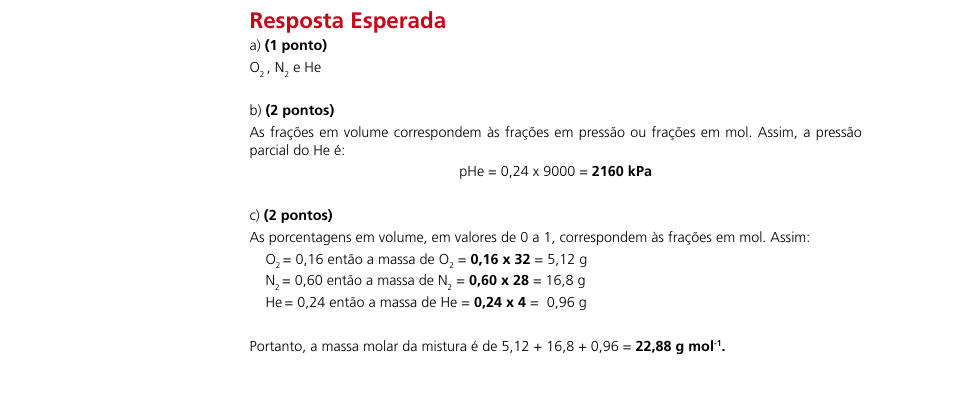 Resposta Esperada
a) (1 ponto)
O₂ , N₂ e He
b) (2 pontos)
As frações em volume correspondem às frações em pressão ou frações em mol. Assim, a pressão
parcial do He é:
pHe = 0,24 x 9000 = 2160 kPa
c) (2 pontos)
As porcentagens em volume, em valores de 0 a 1, correspondem às frações em mol. Assim:
O₂ = 0,16 então a massa de O₂ = 0,16 x 32 = 5,12 g
N₂ = 0,60 então a massa de N₂ = 0,60 x 28 = 16,8 g
He = 0,24 então a massa de He = 0,24 x 4 = 0,96 g
Portanto, a massa molar da mistura é de 5,12 + 16,8 + 0,96 = 22,88 g mol⁻¹.